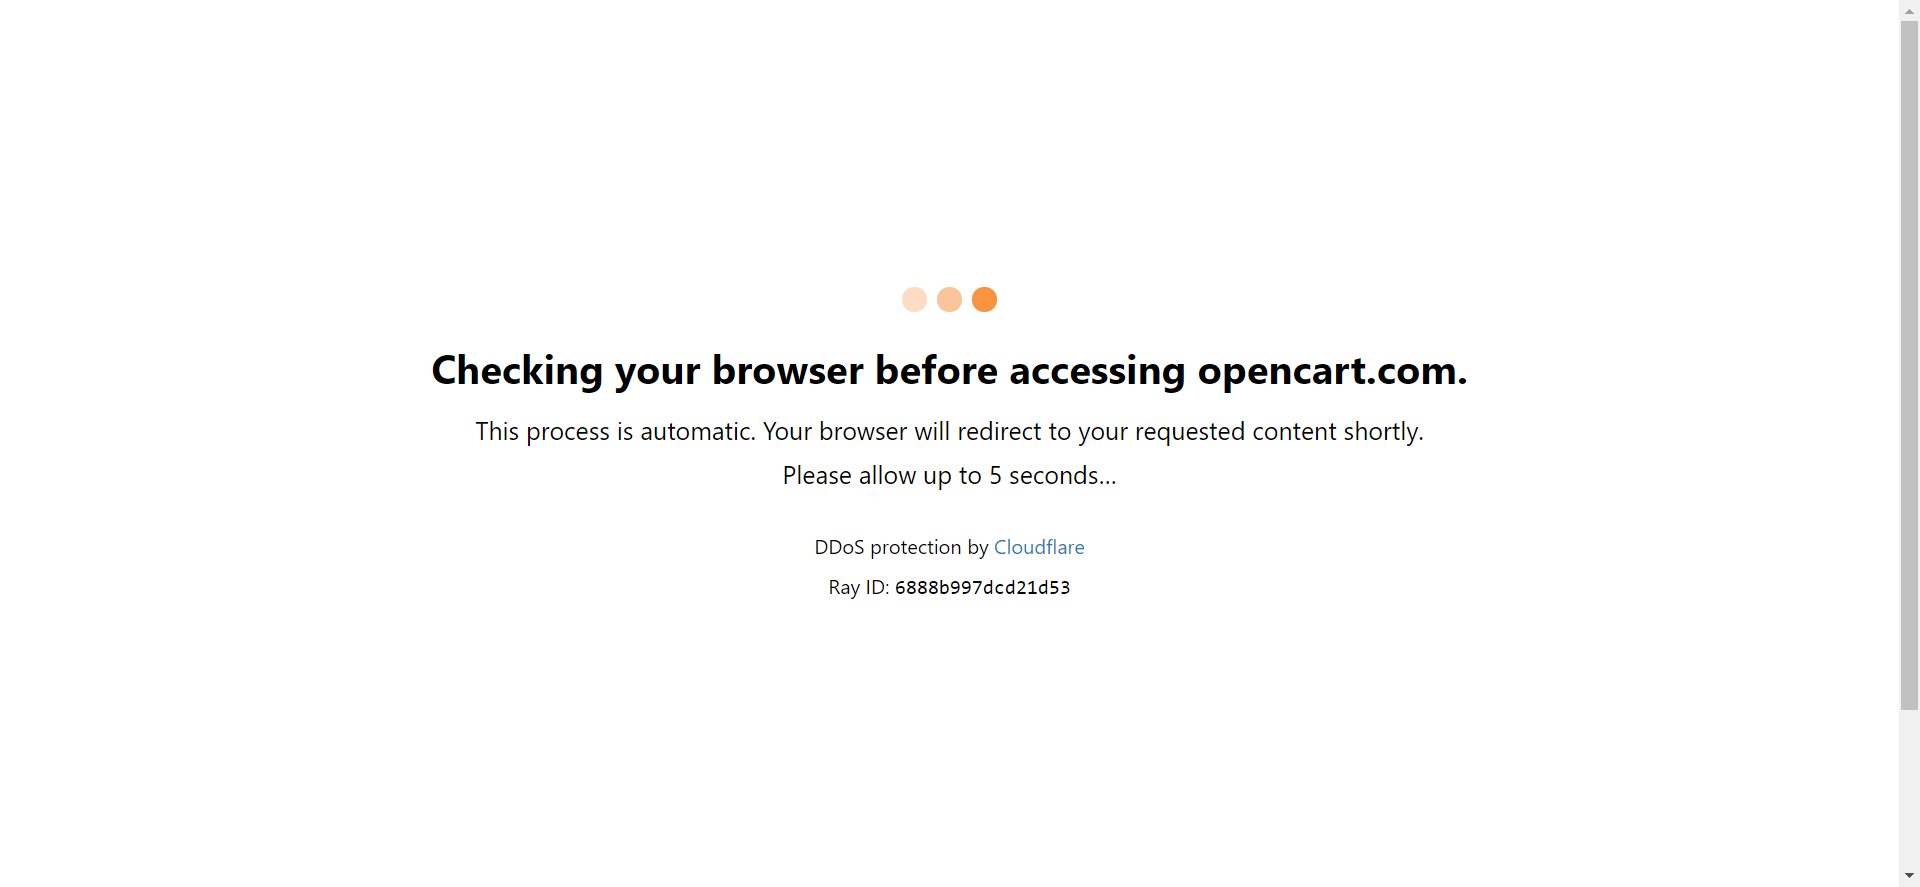 Checking your browser before accessing opencart.com.
This process is automatic. Your browser will redirect to your requested content shortly.
Please allow up to 5 seconds...
DDoS protection by Cloudflare
Ray ID: 6888b997dcd21d53